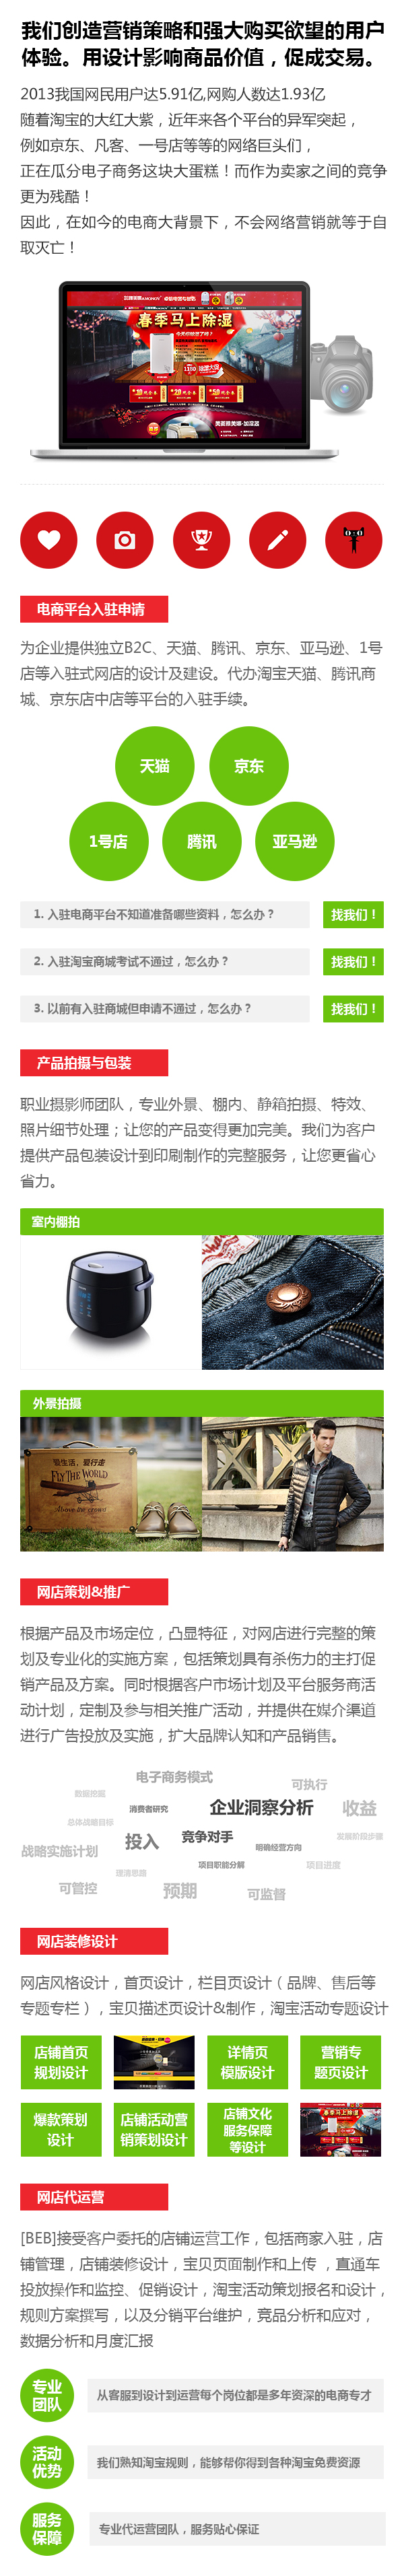 我们创造营销策略和强大购买欲望的用户
体验。用设计影响商品价值，促成交易。
2013我国网民用户达5.91亿,网购人数达1.93亿
随着淘宝的大红大紫，近年来各个平台的异军突起，
例如京东、凡客、一号店等等的网络巨头们，
正在瓜分电子商务这块大蛋糕！而作为卖家之间的竞争
更为残酷！
因此，在如今的电商大背景下，不会网络营销就等于自
取灭亡！
春季马上除湿
电商平台入驻申请
为企业提供独立B2C、天猫、腾讯、京东、亚马逊、1号
店等入驻式网店的设计及建设。代办淘宝天猫、腾讯商
城、京东店中店等平台的入驻手续。
天猫
京东
1号店
腾讯
亚马逊
1. 入驻电商平台不知道准备哪些资料，怎么办？
找我们！
2. 入驻淘宝商城考试不通过，怎么办？
找我们！
3. 以前有入驻商城但申请不通过，怎么办？
找我们！
产品拍摄与包装
职业摄影师团队，专业外景、棚内、静箱拍摄、特效、
照片细节处理；让您的产品变得更加完美。我们为客户
提供产品包装设计到印刷制作的完整服务，让您更省心
省力。
室内棚拍
外景拍摄
爱生活，爱行走
FLY THE WORLD
Above the crowd
网店策划&推广
根据产品及市场定位，凸显特征，对网店进行完整的策
划及专业化的实施方案，包括策划具有杀伤力的主打促
销产品及方案。同时根据客户市场计划及平台服务商活
动计划，定制及参与相关推广活动，并提供在媒介渠道
进行广告投放及实施，扩大品牌认知和产品销售。
电子商务模式
可执行
数据挖掘
消费者研究
企业洞察分析
收益
总体战略目标
竞争对手
发展阶段步骤
战略实施计划
投入
明确经营方向
理清思路
项目职能分解
项目进度
可管控
预期
可监督
网店装修设计
网店风格设计，首页设计，栏目页设计（品牌、售后等
专题专栏），宝贝描述页设计&制作，淘宝活动专题设计
店铺首页
规划设计
详情页
模版设计
营销专
题页设计
爆款策划
设计
店铺活动营
销策划设计
店铺文化
服务保障
等设计
网店代运营
[BEB]接受客户委托的店铺运营工作，包括商家入驻，店
铺管理，店铺装修设计，宝贝页面制作和上传 ，直通车
投放操作和监控、促销设计，淘宝活动策划报名和设计，
规则方案撰写，以及分销平台维护，竞品分析和应对，
数据分析和月度汇报
专业
团队
从客服到设计到运营每个岗位都是多年资深的电商专才
活动
优势
我们熟知淘宝规则，能够帮你得到各种淘宝免费资源
服务
保障
专业代运营团队，服务贴心保证